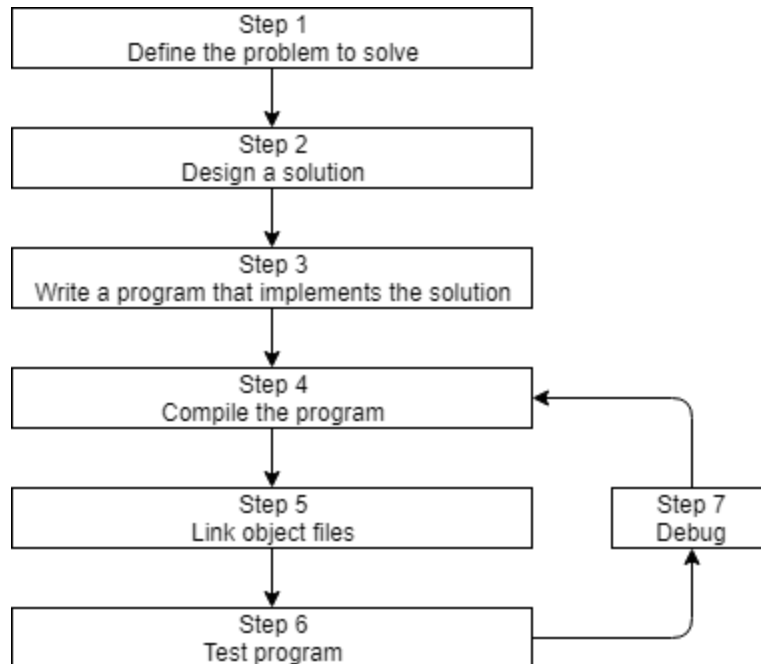 Step 1
Define the problem to solve
Step 2
Design a solution
Step 3
Write a program that implements the solution
Step 4
Compile the program
Step 5
Link object files
Step 7
Debug
Step 6
Test program